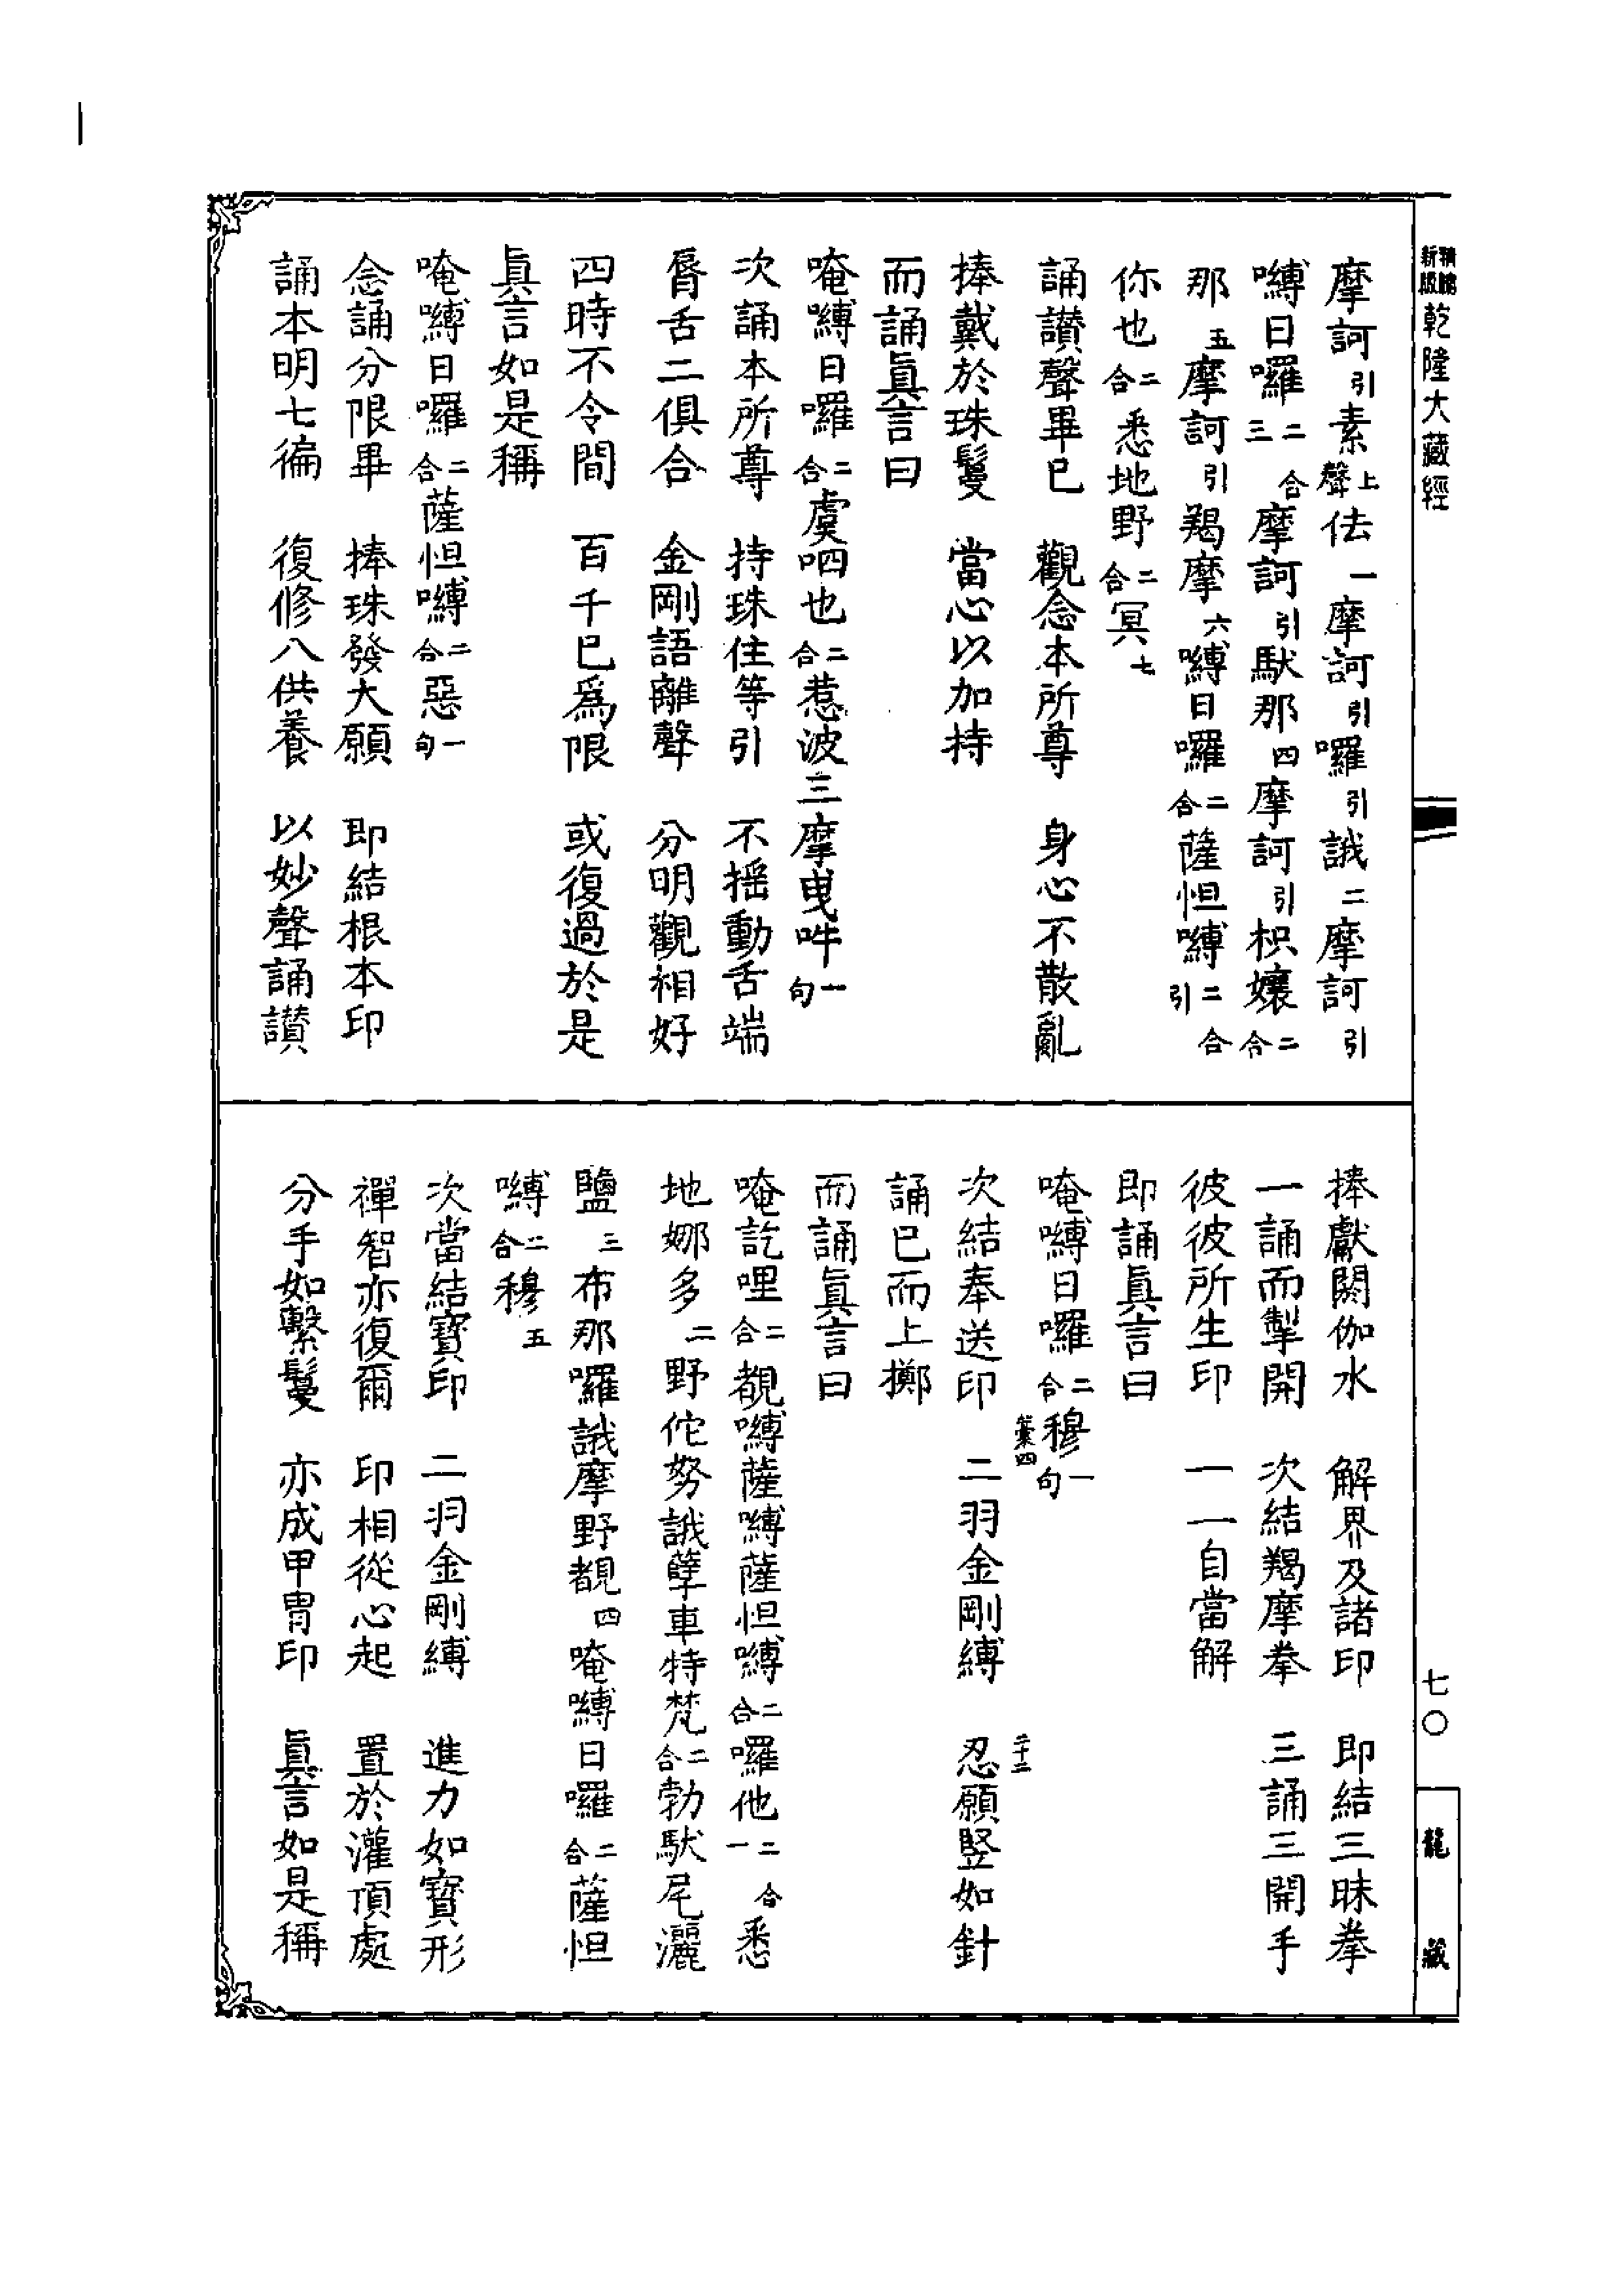 新版
乾隆大藏經
摩訶引素上聲佉一摩訶引囉引誐二摩訶引
嚩日囉二合三摩訶引馱那四摩訶引枳孃二合
那五摩訶引羯摩六嚩日囉二合薩怛嚩二合引
你也二合悉地野二合冥七
誦讃聲畢已 觀念本所尊 身心不散亂
捧戴於珠鬘 當心以加持
而誦眞言曰
唵嚩日囉二合虞呬也二合惹波三摩曳吽一句
次誦本所尊 持珠住等引 不摇動舌端
脣舌二俱合 金剛語離聲 分明觀相好
四時不令間 百千已爲限 或復過於是
眞言如是稱
唵嚩日囉二合薩怛嚩二合惡一句
念誦分限畢 捧珠發大願 即結根本印
誦本明七徧 復修八供養 以妙聲誦讃
捧獻閼伽水 解界及諸印 即結三昧拳
一誦而掣開 次結羯摩拳 三誦三開手
彼彼所生印 一一自當解
即誦眞言曰
唵嚩日囉二合穆一句
次結奉送印 二羽金剛縛 忍願竪如針
誦已而上擲
而誦眞言曰
唵訖哩二合覩嚩薩嚩薩怛嚩二合囉他二合一悉
地娜多二野佗努誐孽車特梵二合勃馱尾灑
鹽三布那囉誐摩野覩四唵嚩日囉二合薩怛
嚩二合穆五
次當結寶印 二羽金剛縛 進力如寶形
禪智亦復爾 印相從心起 置於灌頂處
分手如繫鬘 亦成甲冑印 眞言如是稱
七〇
龍藏